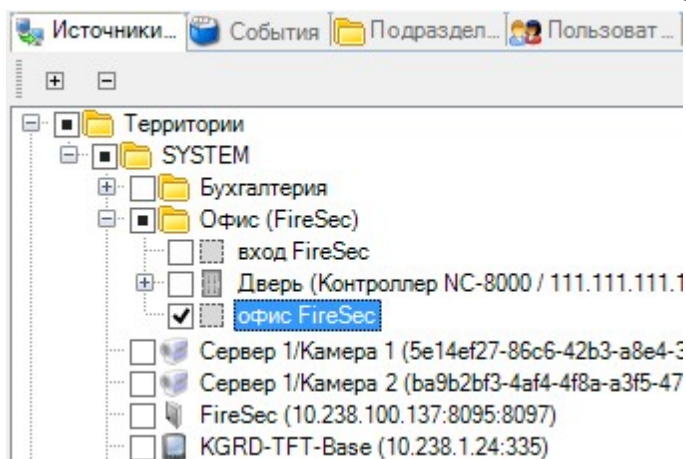 Источники... События Подраздел... Пользоват ...
Территории
SYSTEM
Бухгалтерия
Офис (FireSec)
вход FireSec
Дверь (Контроллер NC-8000 / 111.111.111.1
офис FireSec
Сервер 1/Камера 1 (5e14ef27-86c6-42b3-a8e4-3
Сервер 1/Камера 2 (ba9b2bf3-4af4-4f8a-a3f5-47
FireSec (10.238.100.137:8095:8097)
KGRD-TFT-Base (10.238.1.24:335)